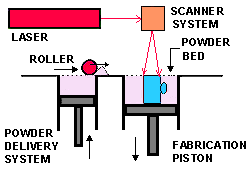 SCANNER
SYSTEM
LASER
ROLLER
POWDER
BED
POWDER
DELIVERY
SYSTEM
FABRICATION
PISTON